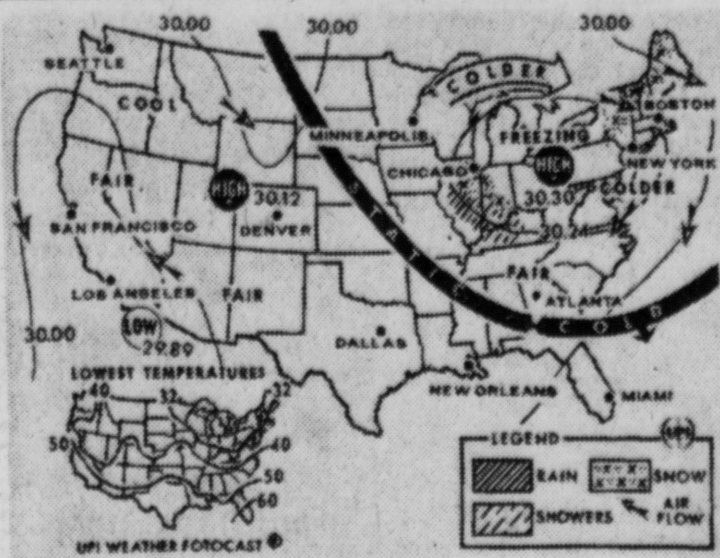 30.00
30.00
30.00
SEATTLE
COLDER
COOL
BOSTON
MINNEAPOLIS
FREEZING
CHICAGO
HIGH
NEW YORK
FAIR
HIGH
30.12
30.30
COLDER
STATIC
SAN FRANCISCO
DENVER
30.24
FAIR
LOS ANGELES
FAIR
ATLANTA
COLD
30.00
LOW
29.89
DALLAS
LOWEST TEMPERATURES
NEW ORLEANS
MIAMI
40
32
32
50
40
50
60
LEGEND
RAIN
SNOW
SHOWERS
AIR
FLOW
UPI WEATHER FOTOCAST